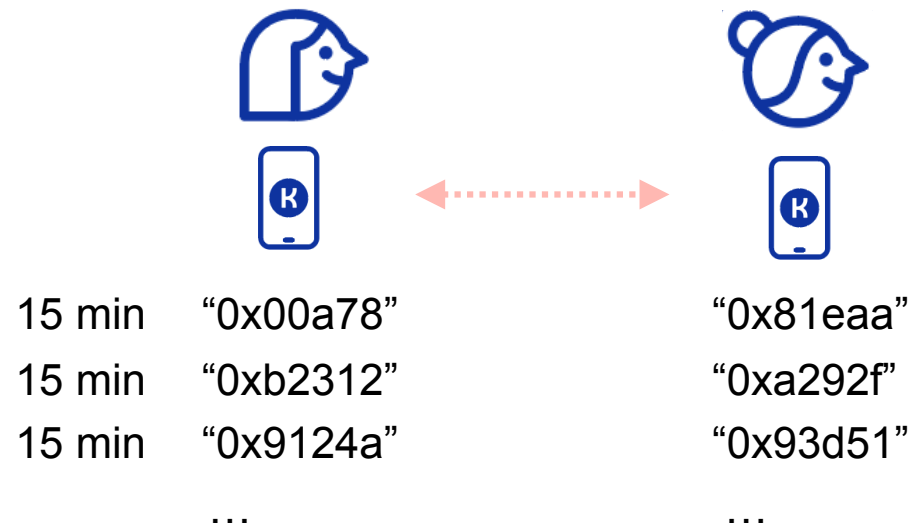 K K
15 min “0x00a78” “0x81eaa”
15 min “0xb2312” “0xa292f”
15 min “0x9124a” “0x93d51”
... ...